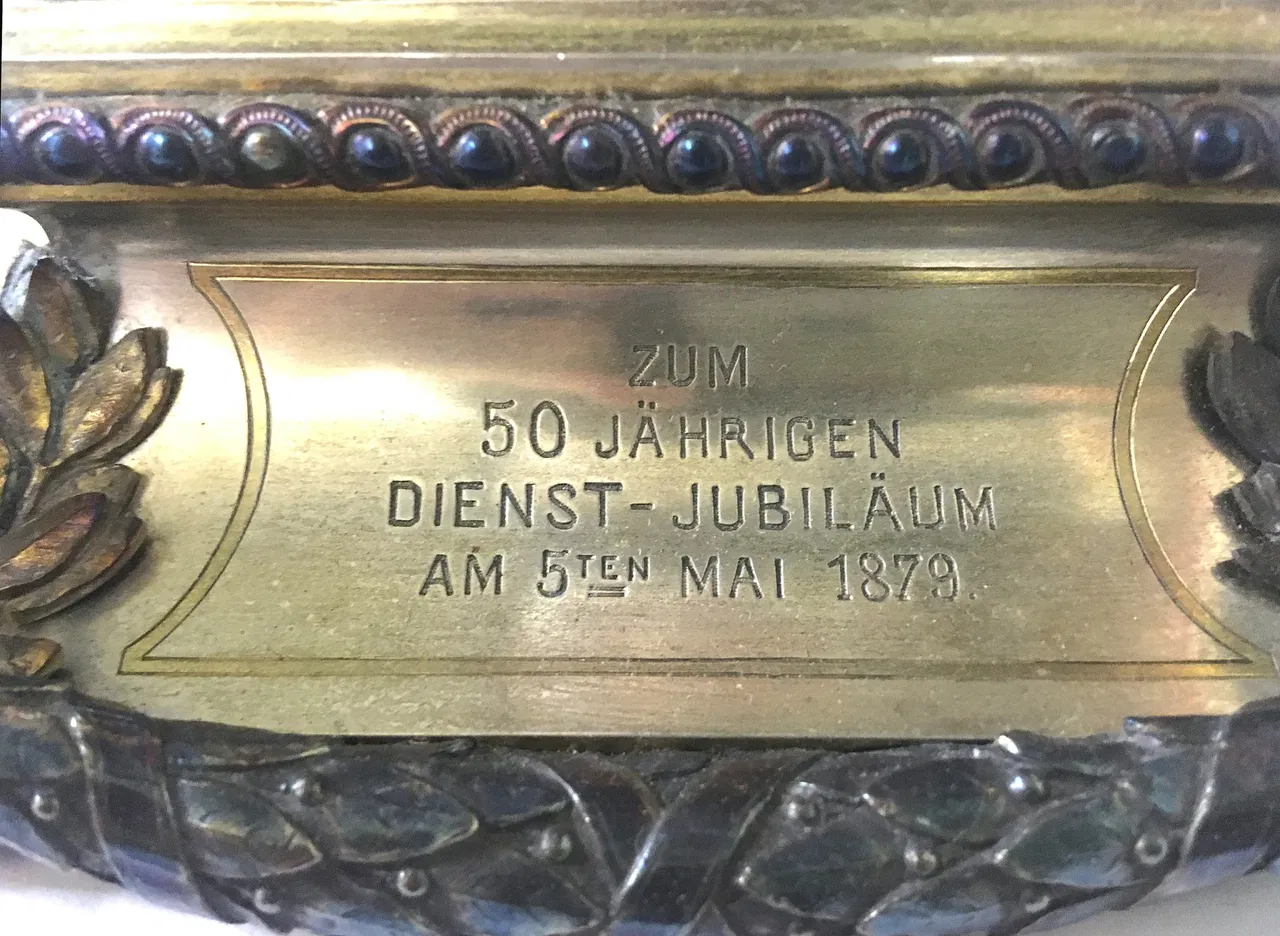 ZUM
50 JÄHRIGEN
DIENST-JUBILÄUM
AM 5TEN MAI 1879.